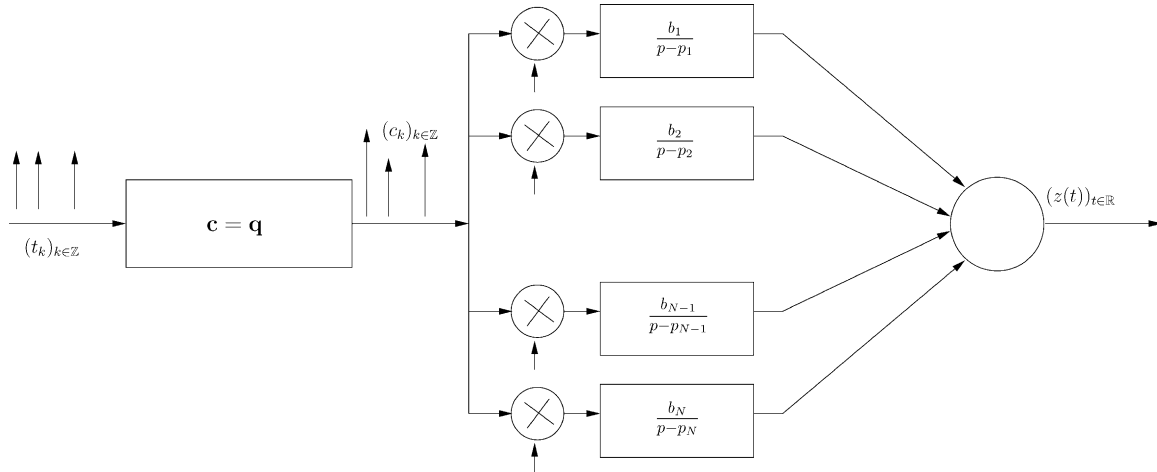 (t_k)_{k∈ℤ}
c = q
(c_k)_{k∈ℤ}
b_1/(p−p_1)
b_2/(p−p_2)
b_{N−1}/(p−p_{N−1})
b_N/(p−p_N)
(z(t))_{t∈ℝ}